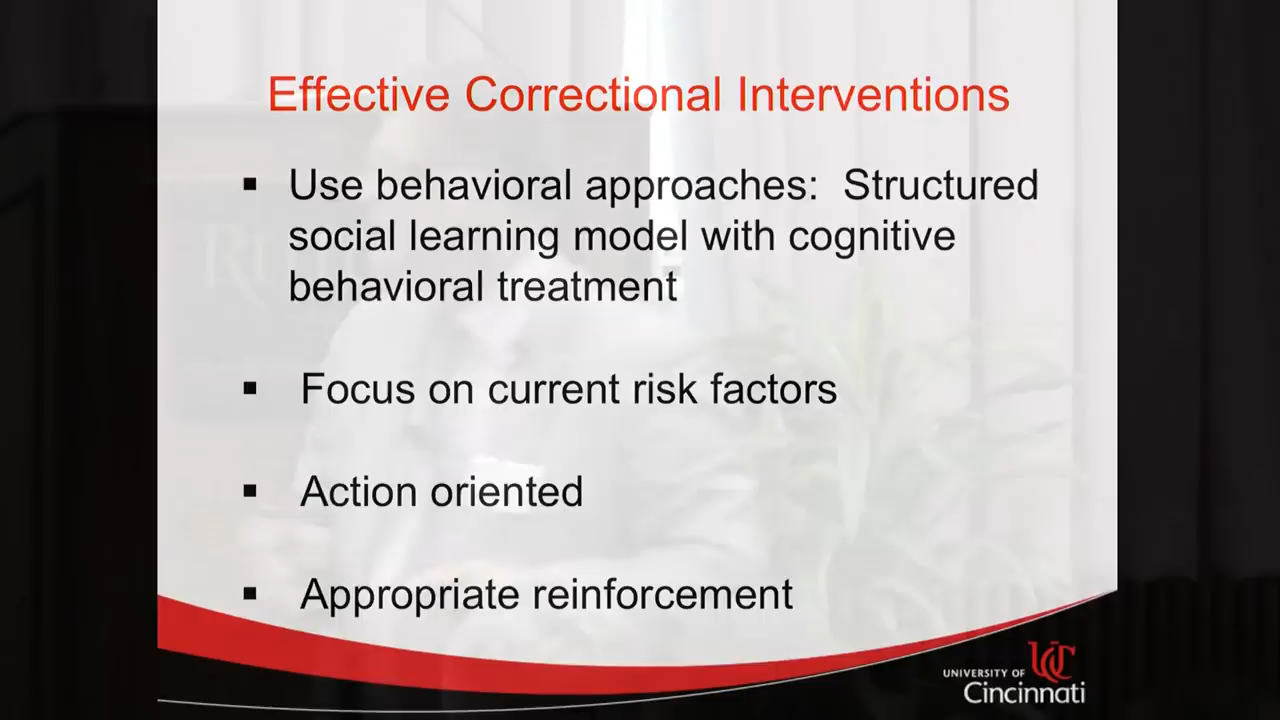 Effective Correctional Interventions
▪ Use behavioral approaches: Structured
social learning model with cognitive
behavioral treatment
▪ Focus on current risk factors
▪ Action oriented
▪ Appropriate reinforcement
UC
UNIVERSITY OF
Cincinnati